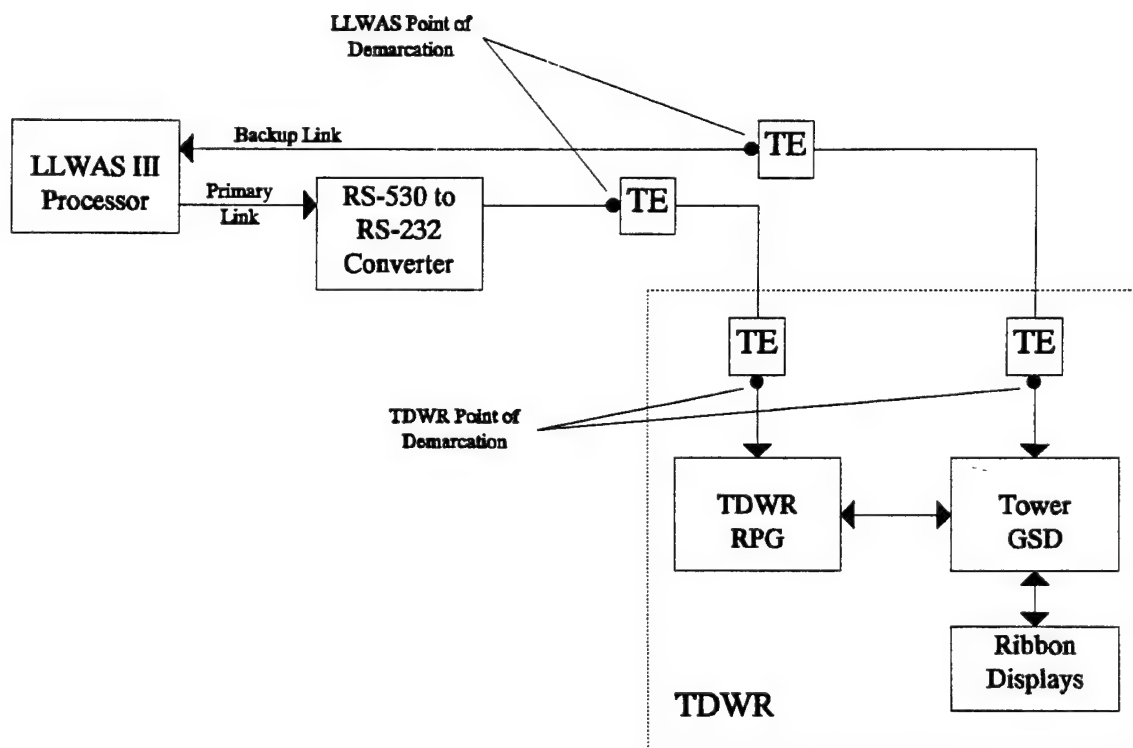 LLWAS Point of
Demarcation
TE
Backup Link
LLWAS III
Processor
Primary
Link
RS-530 to
RS-232
Converter
TE
TE
TE
TDWR Point of
Demarcation
TDWR
RPG
Tower
GSD
Ribbon
Displays
TDWR